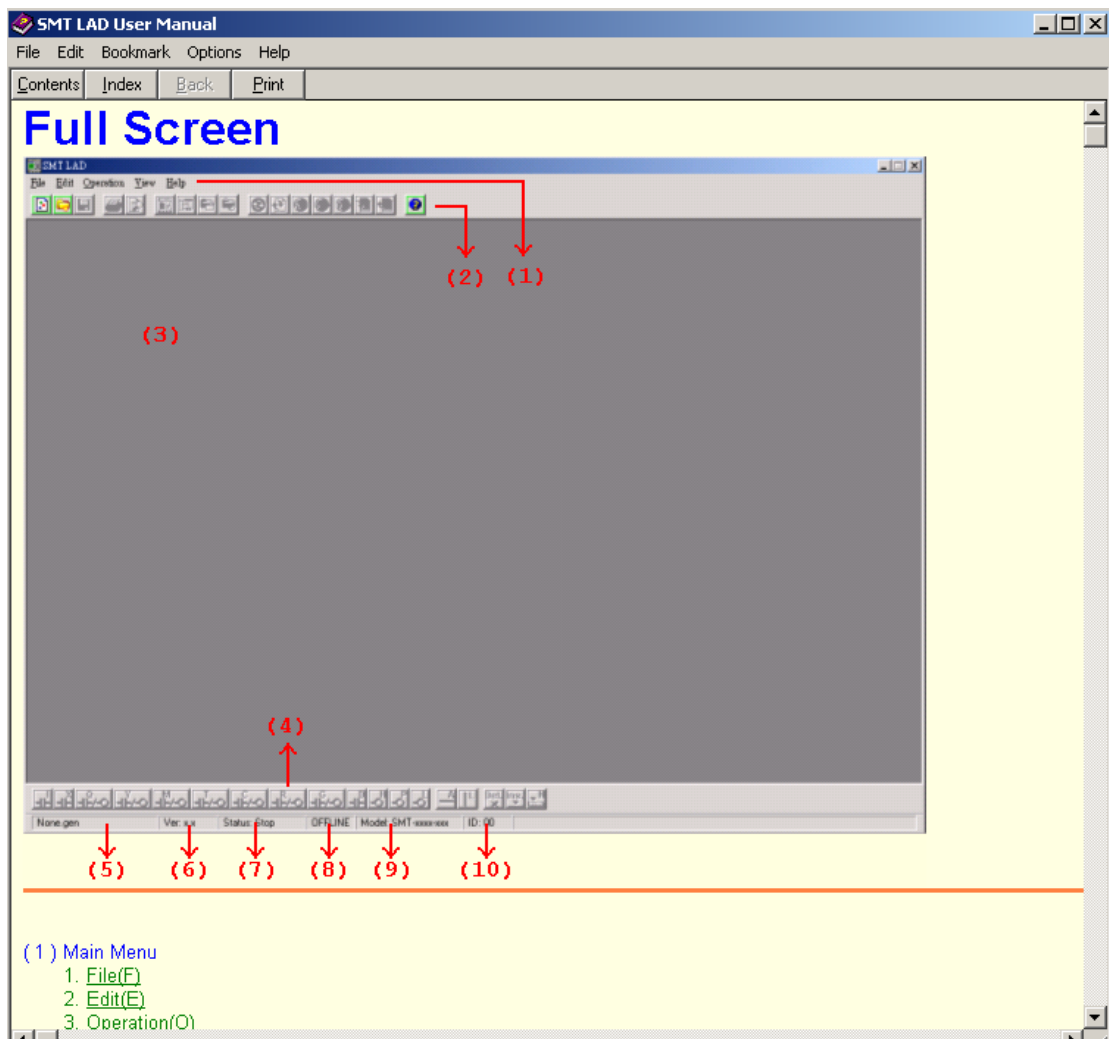 SMT LAD User Manual
File Edit Bookmark Options Help
Contents Index Back Print
Full Screen
SMT LAD
File Edit Operation View Help
(2) (1)
(3)
(4)
None.gen Ver: x.x Status: Stop OFFLINE Model: SMT-xxxx-xxx ID: 00
(5) (6) (7) (8) (9) (10)
( 1 ) Main Menu
1. File(F)
2. Edit(E)
3. Operation(O)